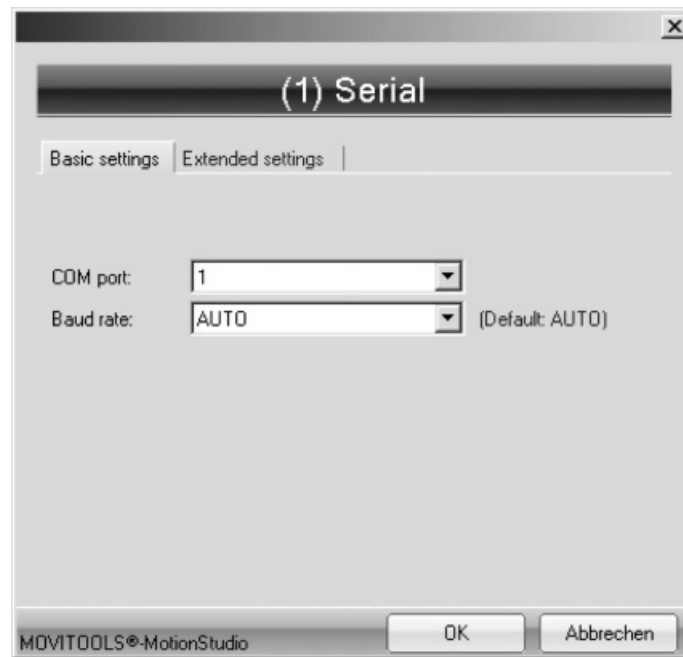 (1) Serial
Basic settings Extended settings
COM port: 1
Baud rate: AUTO (Default: AUTO)
MOVITOOLS®-MotionStudio OK Abbrechen